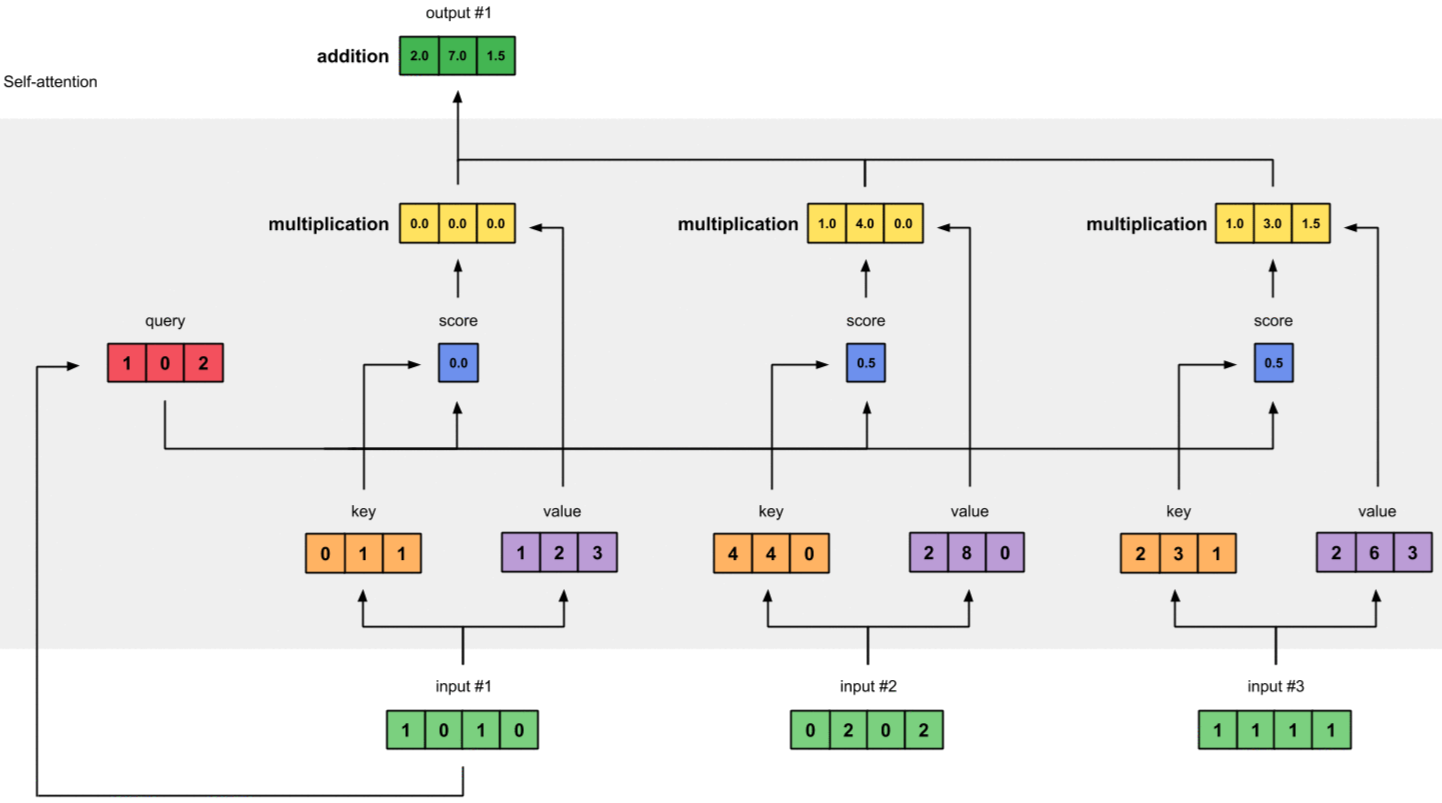 output #1
addition 2.0 7.0 1.5
Self-attention
multiplication 0.0 0.0 0.0
multiplication 1.0 4.0 0.0
multiplication 1.0 3.0 1.5
query
score
score
score
1 0 2
0.0
0.5
0.5
key
value
key
value
key
value
0 1 1
1 2 3
4 4 0
2 8 0
2 3 1
2 6 3
input #1
input #2
input #3
1 0 1 0
0 2 0 2
1 1 1 1